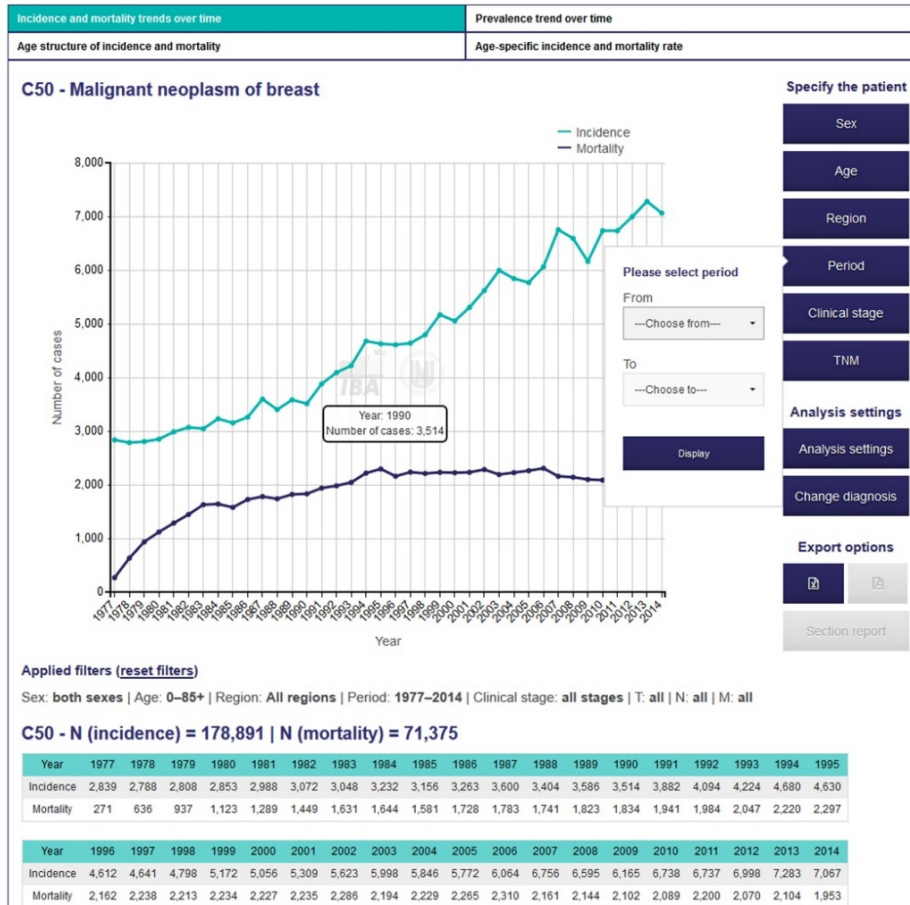 Incidence and mortality trends over time
Prevalence trend over time
Age structure of incidence and mortality
Age-specific incidence and mortality rate
C50 - Malignant neoplasm of breast
Specify the patient
Incidence
Mortality
Sex
Age
Region
Period
Clinical stage
TNM
Please select period
From
---Choose from---
To
---Choose to---
Display
Analysis settings
Analysis settings
Change diagnosis
Export options
Section report
Number of cases
8,000
7,000
6,000
5,000
4,000
3,000
2,000
1,000
0
IBA
Year: 1990
Number of cases: 3,514
1977 1978 1979 1980 1981 1982 1983 1984 1985 1986 1987 1988 1989 1990 1991 1992 1993 1994 1995 1996 1997 1998 1999 2000 2001 2002 2003 2004 2005 2006 2007 2008 2009 2010 2011 2012 2013 2014
Year
Applied filters (reset filters)
Sex: both sexes | Age: 0–85+ | Region: All regions | Period: 1977–2014 | Clinical stage: all stages | T: all | N: all | M: all
C50 - N (incidence) = 178,891 | N (mortality) = 71,375
Year 1977 1978 1979 1980 1981 1982 1983 1984 1985 1986 1987 1988 1989 1990 1991 1992 1993 1994 1995
Incidence 2,839 2,788 2,808 2,853 2,988 3,072 3,048 3,232 3,156 3,263 3,600 3,404 3,586 3,514 3,882 4,094 4,224 4,680 4,630
Mortality 271 636 937 1,123 1,289 1,449 1,631 1,644 1,581 1,728 1,783 1,741 1,823 1,834 1,941 1,984 2,047 2,220 2,297
Year 1996 1997 1998 1999 2000 2001 2002 2003 2004 2005 2006 2007 2008 2009 2010 2011 2012 2013 2014
Incidence 4,612 4,641 4,798 5,172 5,056 5,309 5,623 5,998 5,846 5,772 6,064 6,756 6,595 6,165 6,738 6,737 6,998 7,283 7,067
Mortality 2,162 2,238 2,213 2,234 2,227 2,235 2,286 2,194 2,229 2,265 2,310 2,161 2,144 2,102 2,089 2,200 2,070 2,104 1,953